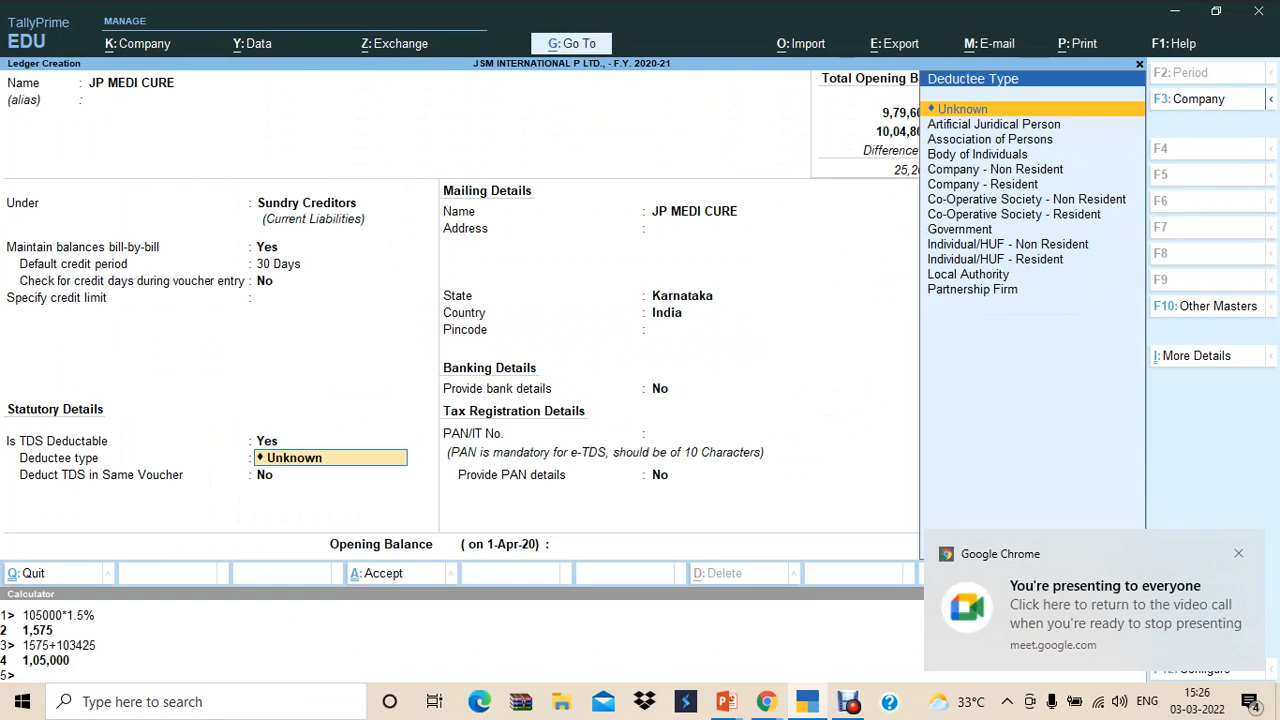 TallyPrime
EDU
MANAGE
K: Company
Y: Data
Z: Exchange
G: Go To
O: Import
E: Export
M: E-mail
P: Print
F1: Help
Ledger Creation
JSM INTERNATIONAL P LTD., - F.Y. 2020-21
Name : JP MEDI CURE
(alias) :
Total Opening B
9,79,6
10,04,8
Difference
25,2
Under : Sundry Creditors
(Current Liabilities)
Maintain balances bill-by-bill : Yes
Default credit period : 30 Days
Check for credit days during voucher entry : No
Specify credit limit :
Statutory Details
Is TDS Deductable : Yes
Deductee type : ♦ Unknown
Deduct TDS in Same Voucher : No
Mailing Details
Name : JP MEDI CURE
Address :
State : Karnataka
Country : India
Pincode :
Banking Details
Provide bank details : No
Tax Registration Details
PAN/IT No. :
(PAN is mandatory for e-TDS, should be of 10 Characters)
Provide PAN details : No
Opening Balance ( on 1-Apr-20) :
Deductee Type
♦ Unknown
Artificial Juridical Person
Association of Persons
Body of Individuals
Company - Non Resident
Company - Resident
Co-Operative Society - Non Resident
Co-Operative Society - Resident
Government
Individual/HUF - Non Resident
Individual/HUF - Resident
Local Authority
Partnership Firm
F2: Period
F3: Company
F4
F5
F6
F7
F8
F9
F10: Other Masters
I: More Details
Q: Quit
A: Accept
D: Delete
Calculator
1> 105000*1.5%
2 1,575
3> 1575+103425
4 1,05,000
5>
Google Chrome
You're presenting to everyone
Click here to return to the video call
when you're ready to stop presenting
meet.google.com
Type here to search
33°C
ENG
15:26
03-03-2022
4